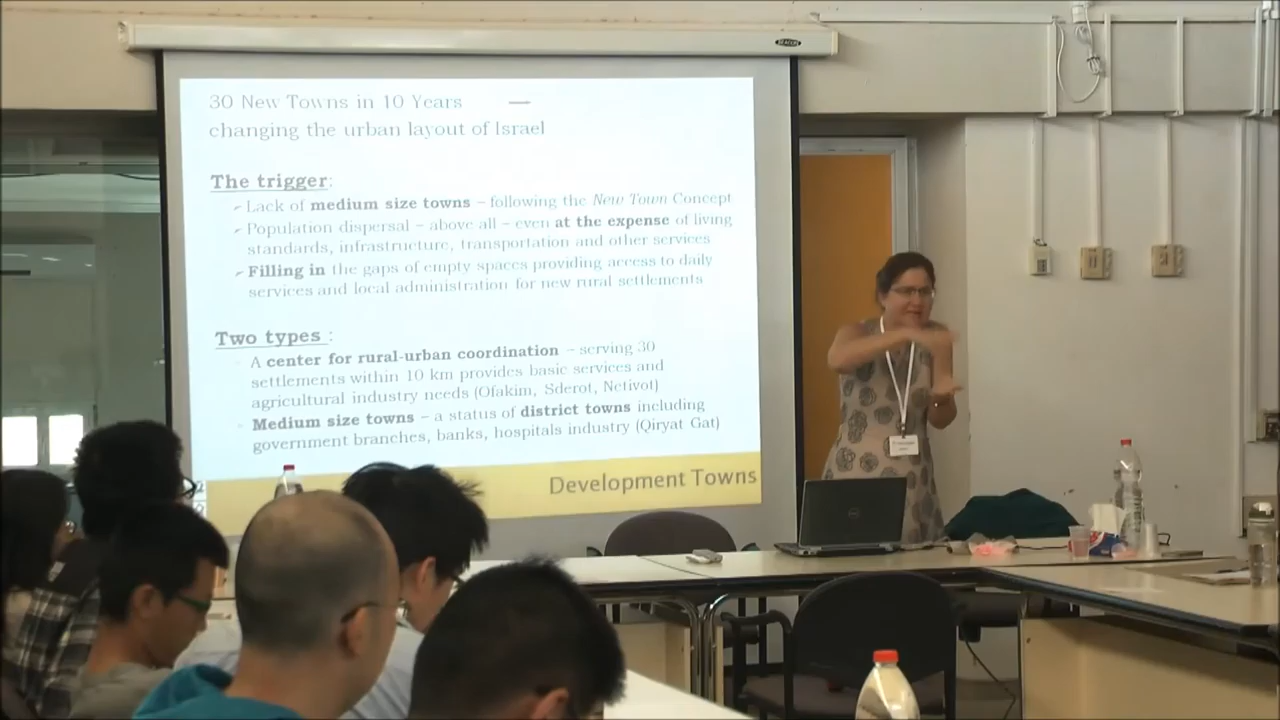 30 New Towns in 10 Years —
changing the urban layout of Israel
The trigger:
Lack of medium size towns – following the New Town Concept
Population dispersal – above all – even at the expense of living
standards, infrastructure, transportation and other services
Filling in the gaps of empty spaces providing access to daily
services and local administration for new rural settlements
Two types :
A center for rural-urban coordination – serving 30
settlements within 10 km provides basic services and
agricultural industry needs (Ofakim, Sderot, Netivot)
Medium size towns – a status of district towns including
government branches, banks, hospitals industry (Qiryat Gat)
Development Towns